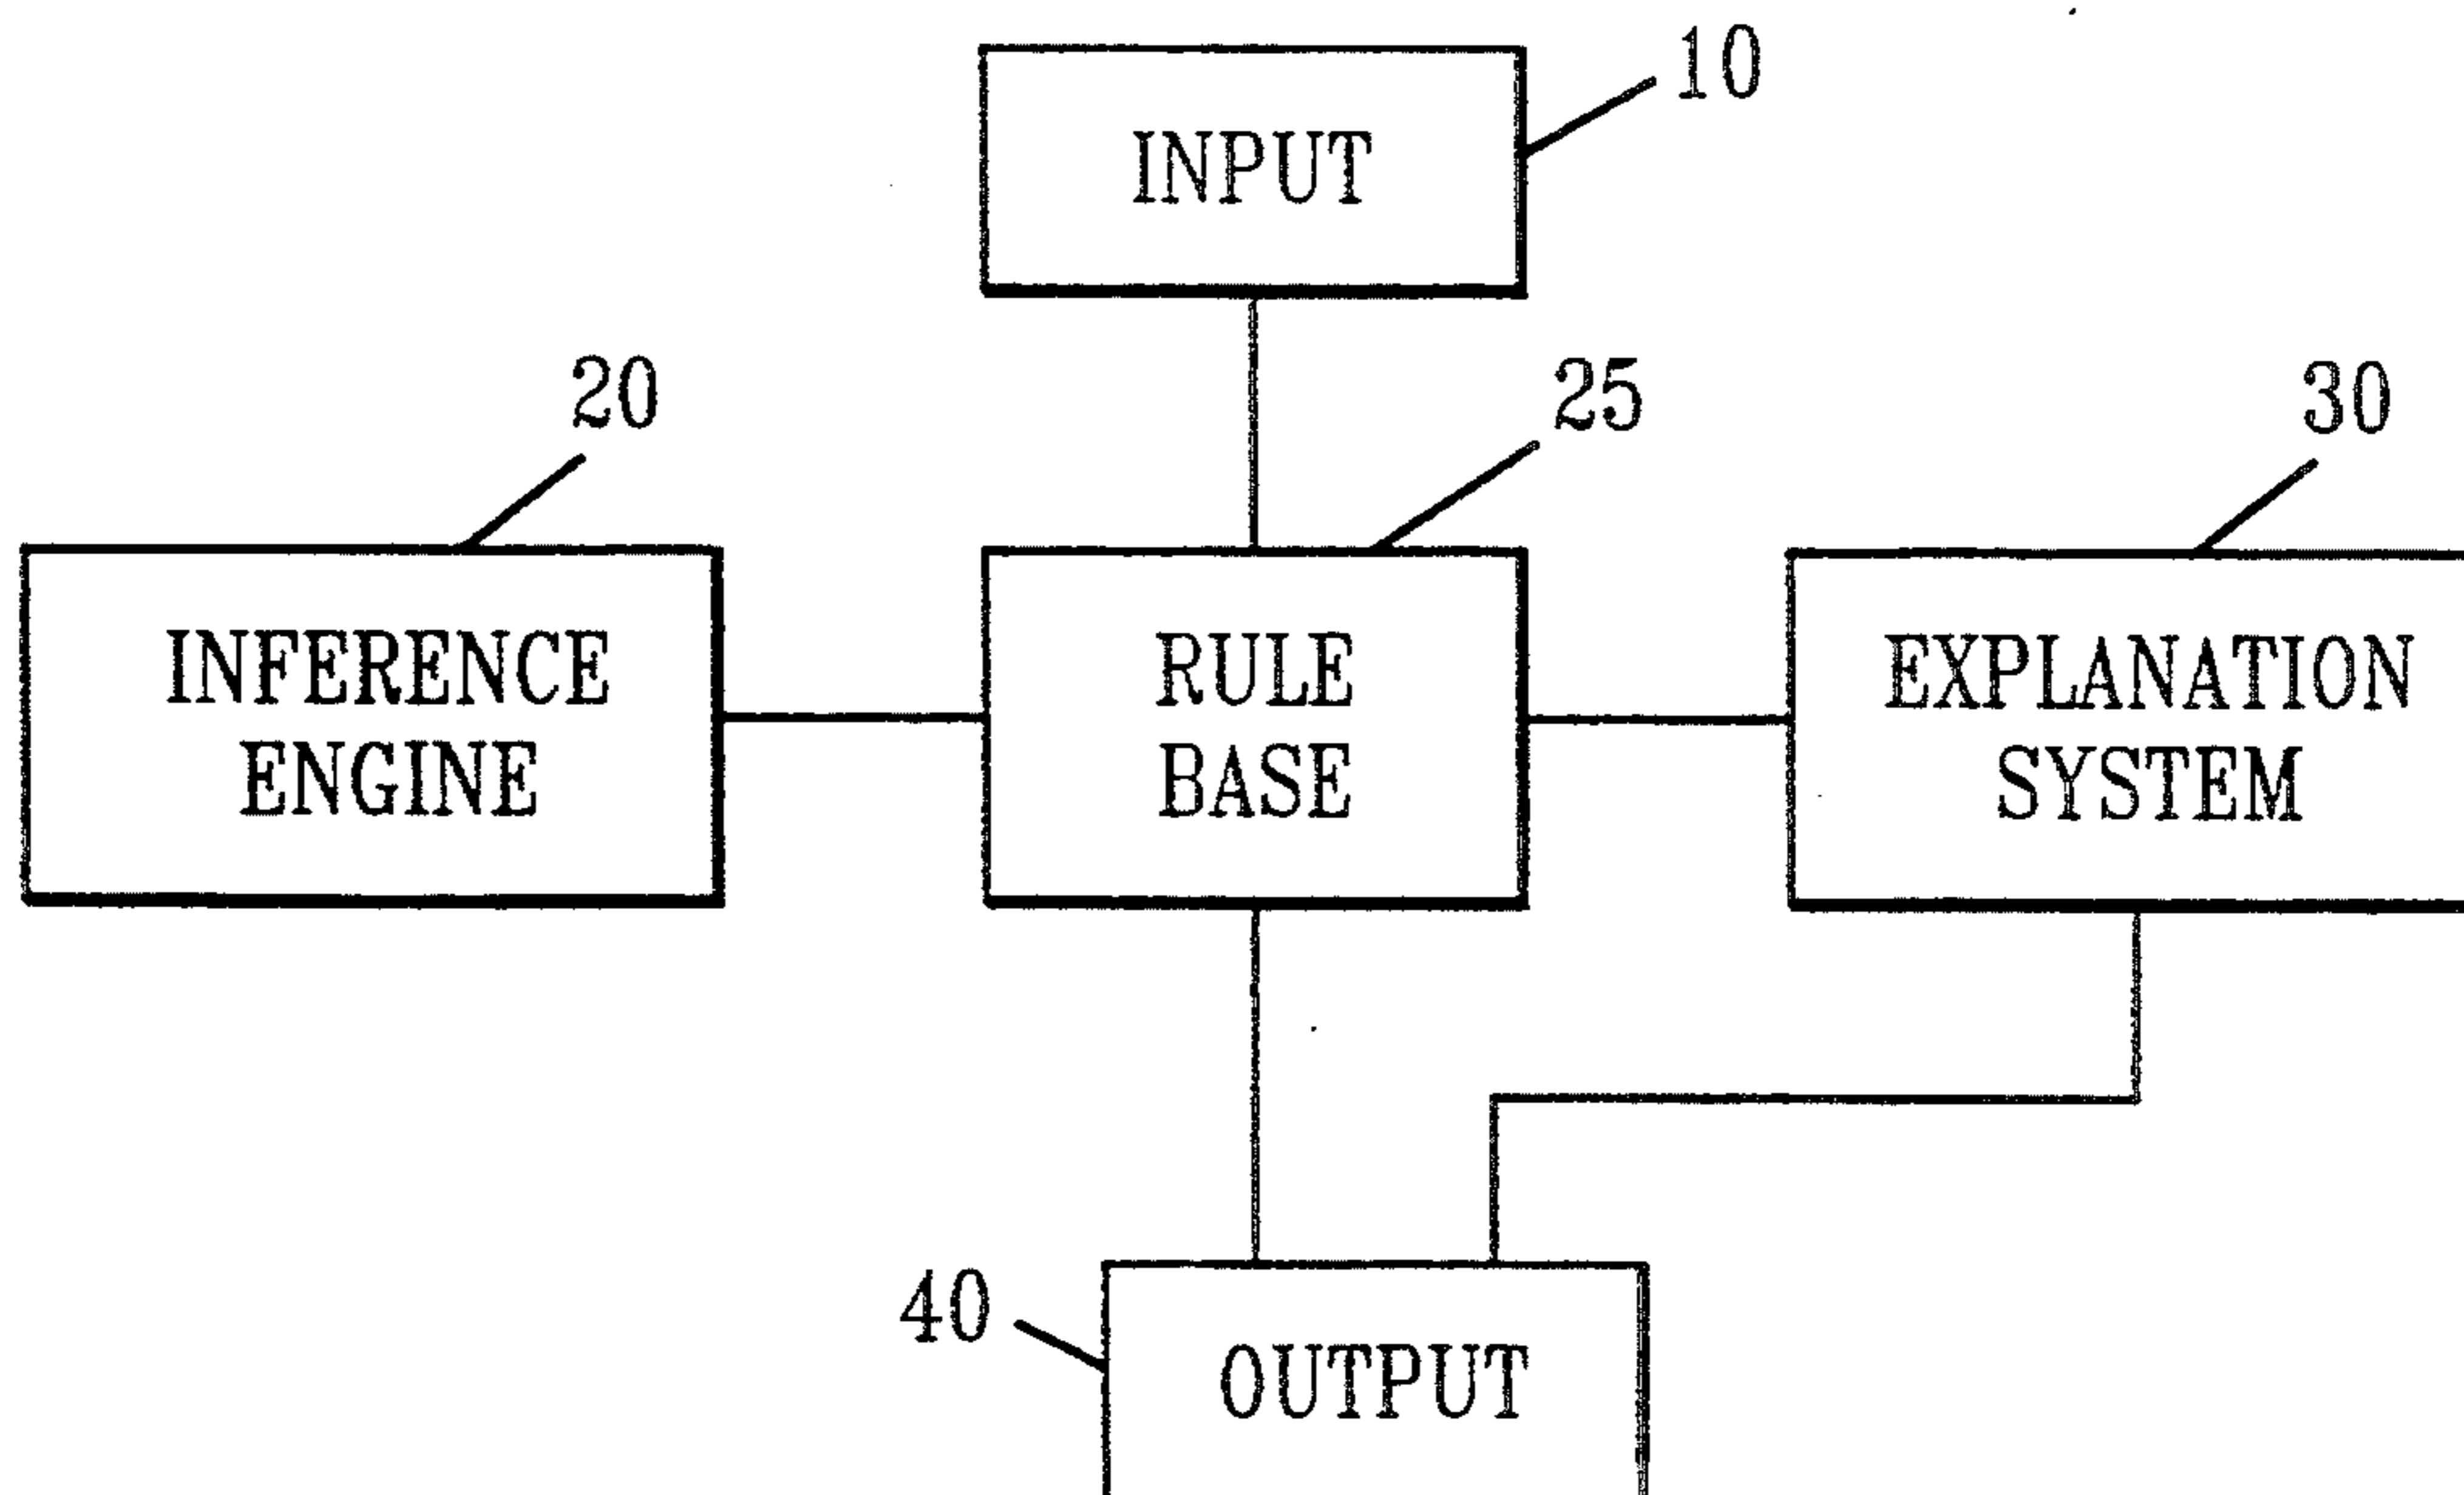 10
INPUT
20
25
30
INFERENCE
ENGINE
RULE
BASE
EXPLANATION
SYSTEM
40
OUTPUT